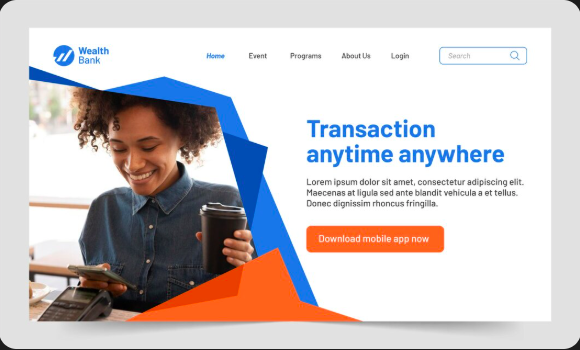 Wealth
Bank
Home Event Programs About Us Login Search
Transaction
anytime anywhere
Lorem ipsum dolor sit amet, consectetur adipiscing elit.
Maecenas at ligula sed ante blandit vehicula a et tellus.
Donec dignissim rhoncus fringilla.
Download mobile app now